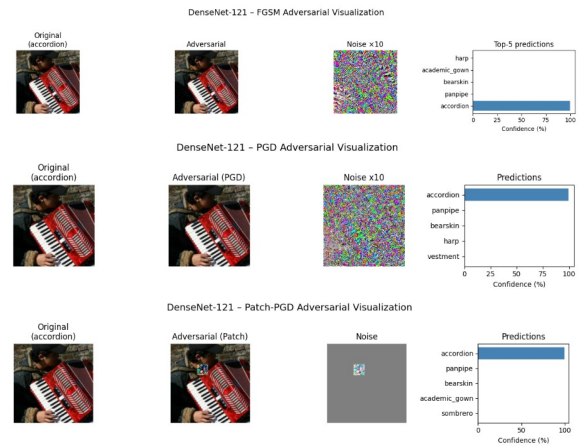 DenseNet-121 – FGSM Adversarial Visualization
Original
(accordion)
Adversarial
Noise ×10
Top-5 predictions
harp
academic_gown
bearskin
panpipe
accordion
0 25 50 75 100
Confidence (%)
DenseNet-121 – PGD Adversarial Visualization
Original
(accordion)
Adversarial (PGD)
Noise x10
Predictions
accordion
panpipe
bearskin
harp
vestment
0 25 50 75 100
Confidence (%)
DenseNet-121 – Patch-PGD Adversarial Visualization
Original
(accordion)
Adversarial (Patch)
Noise
Predictions
accordion
panpipe
bearskin
academic_gown
sombrero
0 50 100
Confidence (%)